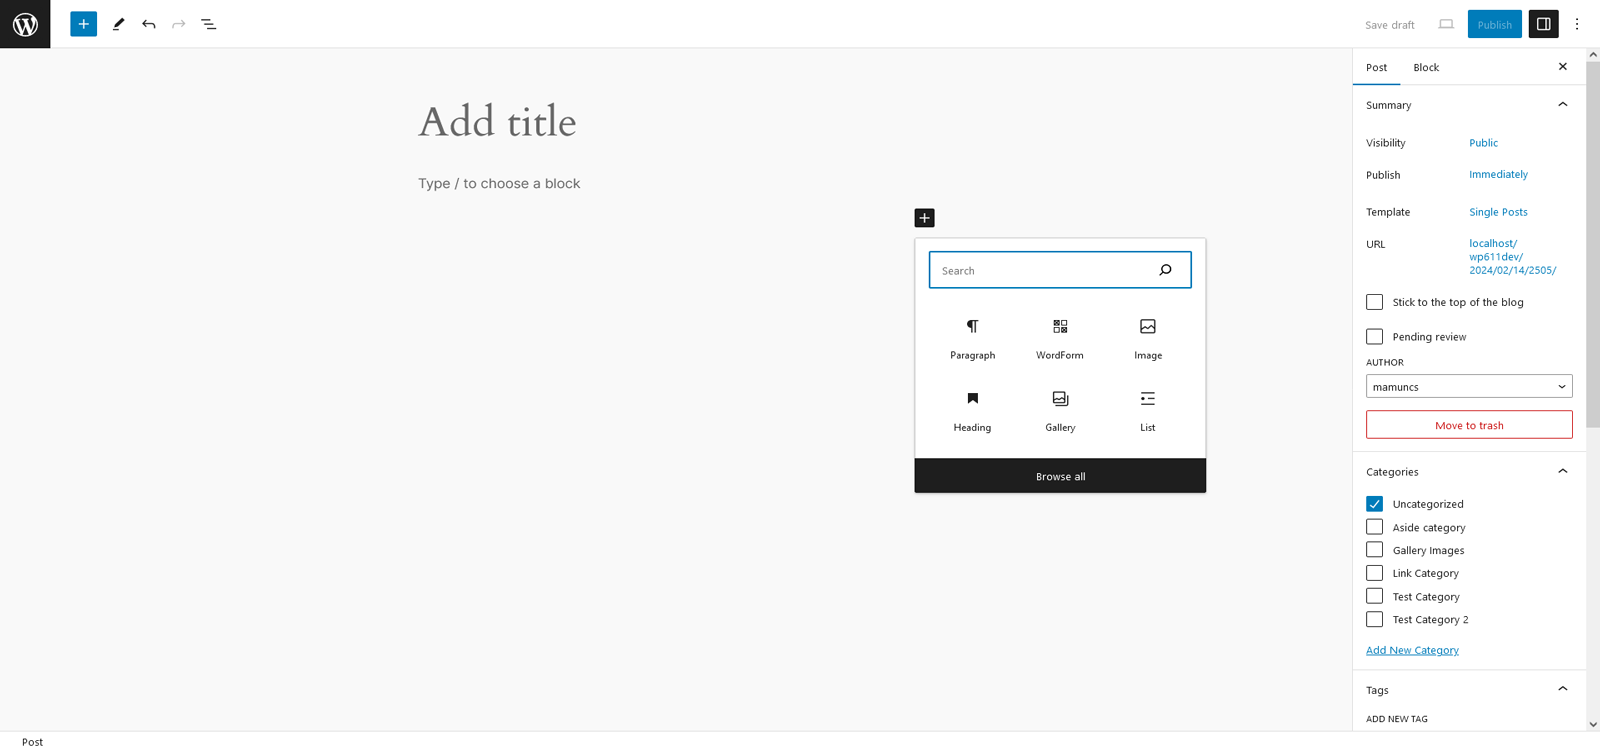 Save draft
Publish
Post
Block
Add title
Type / to choose a block
Search
Paragraph
WordForm
Image
Heading
Gallery
List
Browse all
Summary
Visibility
Public
Publish
Immediately
Template
Single Posts
URL
localhost/
wp611dev/
2024/02/14/2505/
Stick to the top of the blog
Pending review
AUTHOR
mamuncs
Move to trash
Categories
Uncategorized
Aside category
Gallery Images
Link Category
Test Category
Test Category 2
Add New Category
Tags
ADD NEW TAG
Post